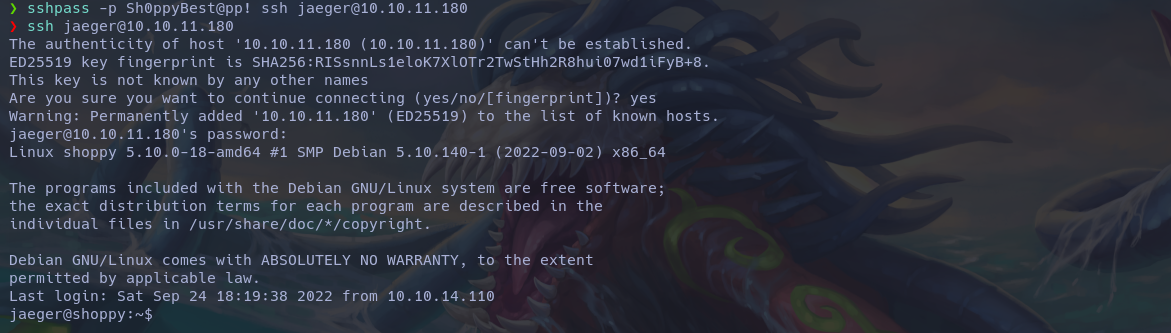 ❯ sshpass -p Sh0ppyBest@pp! ssh jaeger@10.10.11.180
❯ ssh jaeger@10.10.11.180
The authenticity of host '10.10.11.180 (10.10.11.180)' can't be established.
ED25519 key fingerprint is SHA256:RISsnnLs1eloK7XlOTr2TwStHh2R8hui07wd1iFyB+8.
This key is not known by any other names
Are you sure you want to continue connecting (yes/no/[fingerprint])? yes
Warning: Permanently added '10.10.11.180' (ED25519) to the list of known hosts.
jaeger@10.10.11.180's password:
Linux shoppy 5.10.0-18-amd64 #1 SMP Debian 5.10.140-1 (2022-09-02) x86_64
The programs included with the Debian GNU/Linux system are free software;
the exact distribution terms for each program are described in the
individual files in /usr/share/doc/*/copyright.
Debian GNU/Linux comes with ABSOLUTELY NO WARRANTY, to the extent
permitted by applicable law.
Last login: Sat Sep 24 18:19:38 2022 from 10.10.14.110
jaeger@shoppy:~$